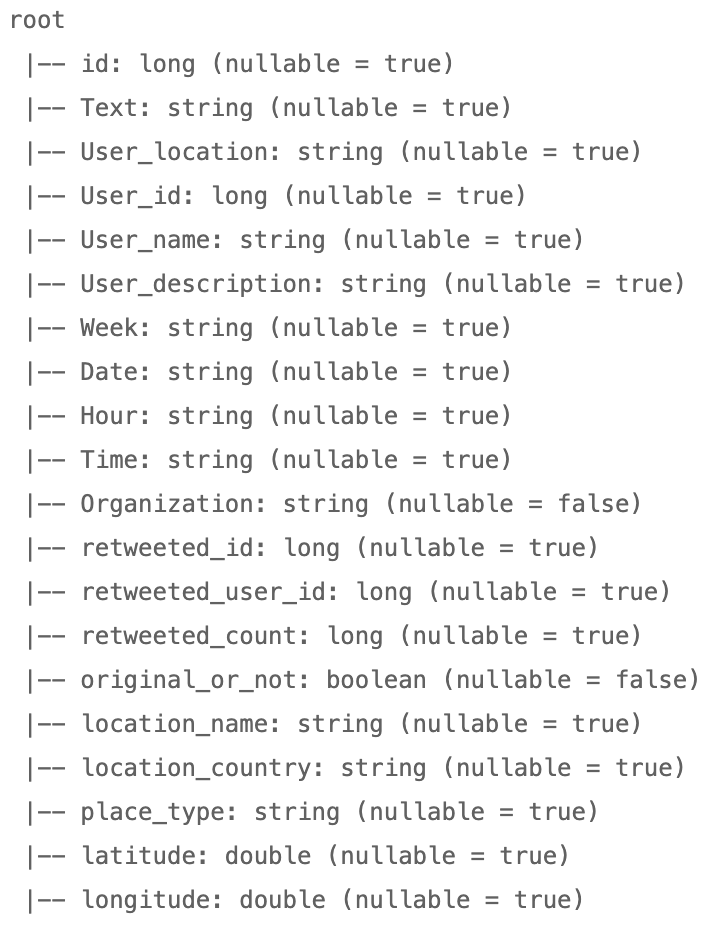 root
 |-- id: long (nullable = true)
 |-- Text: string (nullable = true)
 |-- User_location: string (nullable = true)
 |-- User_id: long (nullable = true)
 |-- User_name: string (nullable = true)
 |-- User_description: string (nullable = true)
 |-- Week: string (nullable = true)
 |-- Date: string (nullable = true)
 |-- Hour: string (nullable = true)
 |-- Time: string (nullable = true)
 |-- Organization: string (nullable = false)
 |-- retweeted_id: long (nullable = true)
 |-- retweeted_user_id: long (nullable = true)
 |-- retweeted_count: long (nullable = true)
 |-- original_or_not: boolean (nullable = false)
 |-- location_name: string (nullable = true)
 |-- location_country: string (nullable = true)
 |-- place_type: string (nullable = true)
 |-- latitude: double (nullable = true)
 |-- longitude: double (nullable = true)